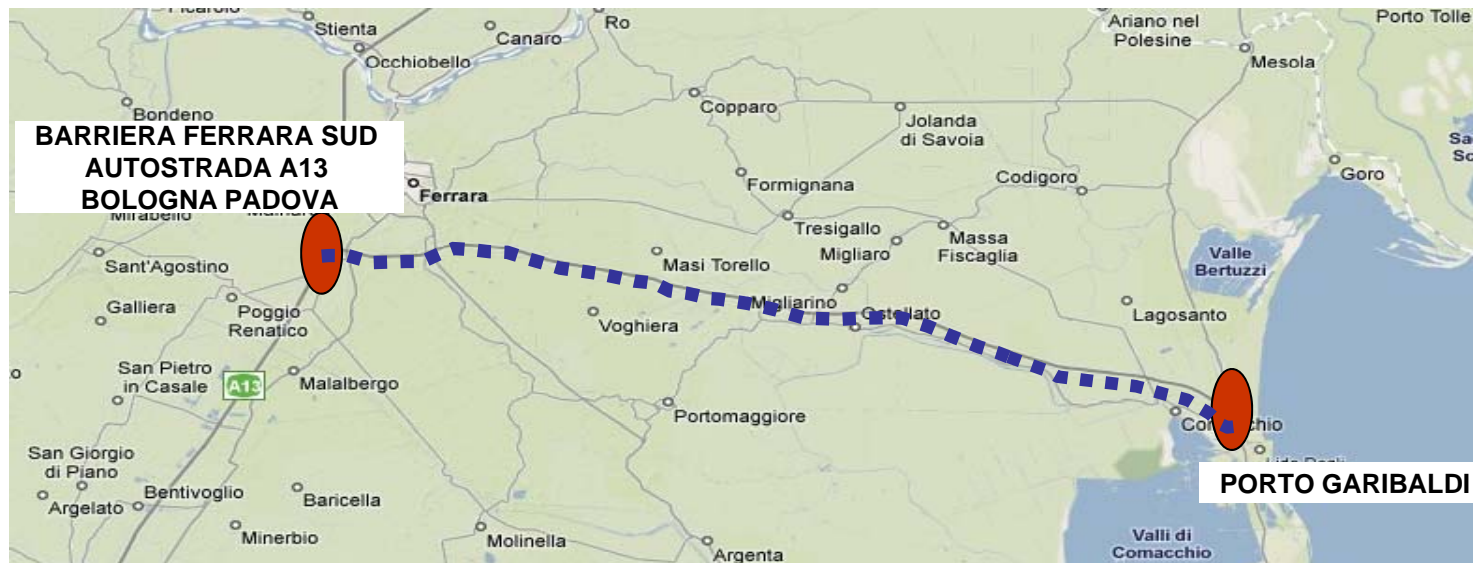 Stienta
Canaro
Ro
Occhiobello
Ariano nel
Polesine
Porto Tolle
Mesola
Bondeno
Copparo
Jolanda
di Savoia
BARRIERA FERRARA SUD
AUTOSTRADA A13
BOLOGNA PADOVA
Ferrara
Formignana
Codigoro
Goro
Mirabello
Tresigallo
Migliaro
Massa
Fiscaglia
Sant'Agostino
Masi Torello
Valle
Bertuzzi
Galliera
Poggio
Renatico
Voghiera
Migliarino
Ostellato
Lagosanto
San Pietro
in Casale
A13
Malalbergo
Portomaggiore
San Giorgio
di Piano
Argelato
Bentivoglio
Baricella
PORTO GARIBALDI
Minerbio
Molinella
Argenta
Valli di
Comacchio